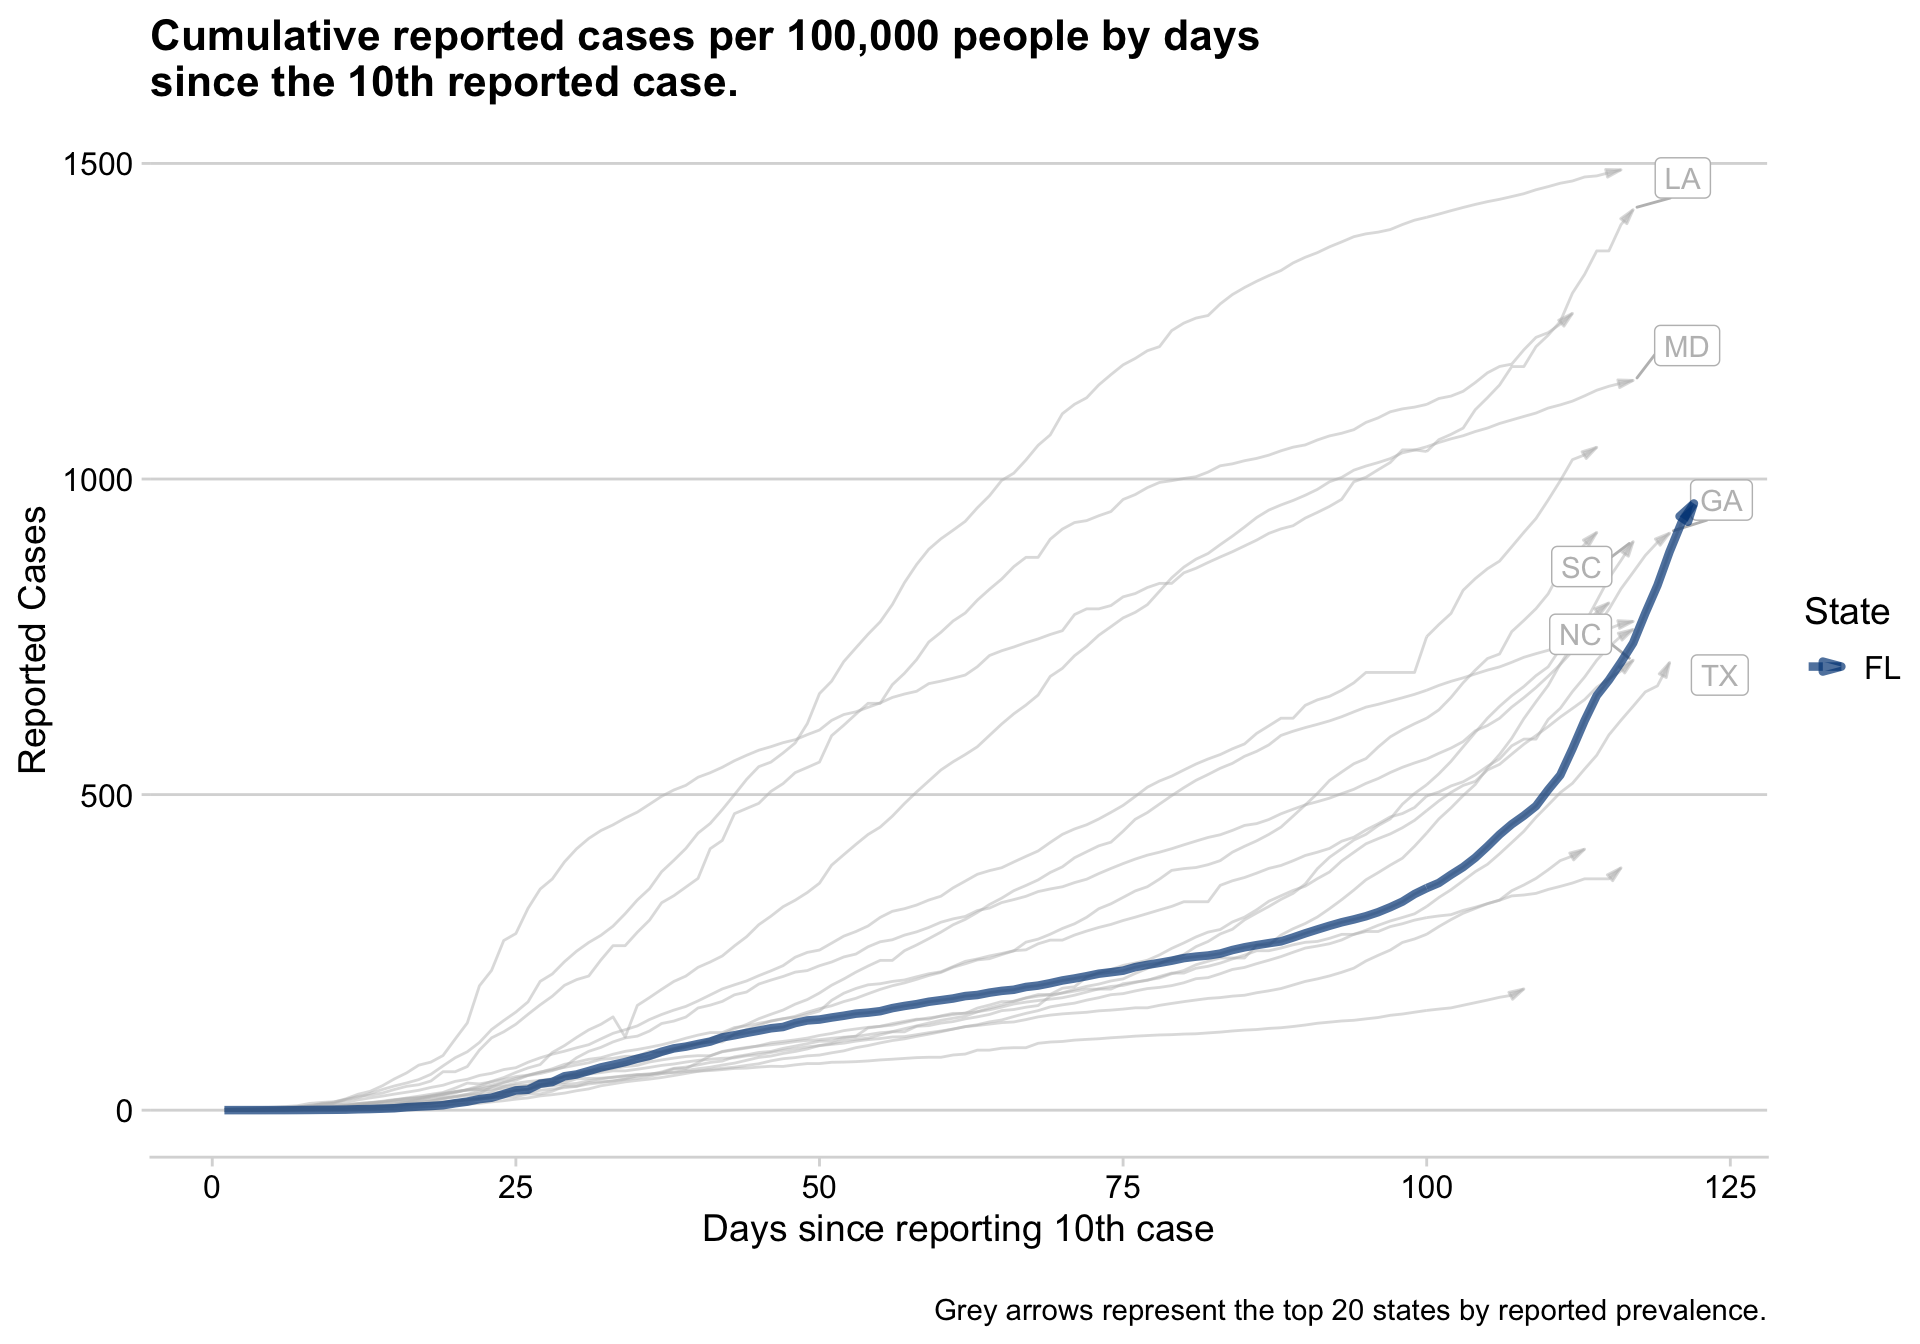 Cumulative reported cases per 100,000 people by days
since the 10th reported case.
1500
1000
500
0
Reported Cases
LA
MD
GA
SC
NC
TX
State
FL
0 25 50 75 100 125
Days since reporting 10th case
Grey arrows represent the top 20 states by reported prevalence.